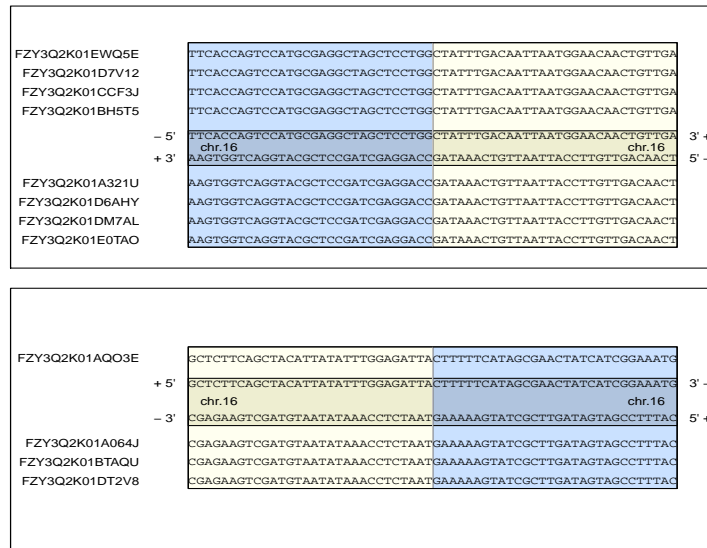 FZY3Q2K01EWQ5E TTCACCAGTCCATGCGAGGCTAGCTCCTGGCTATTTGACAATTAATGGAACAACTGTTGA
FZY3Q2K01D7V12 TTCACCAGTCCATGCGAGGCTAGCTCCTGGCTATTTGACAATTAATGGAACAACTGTTGA
FZY3Q2K01CCF3J TTCACCAGTCCATGCGAGGCTAGCTCCTGGCTATTTGACAATTAATGGAACAACTGTTGA
FZY3Q2K01BH5T5 TTCACCAGTCCATGCGAGGCTAGCTCCTGGCTATTTGACAATTAATGGAACAACTGTTGA
– 5' TTCACCAGTCCATGCGAGGCTAGCTCCTGGCTATTTGACAATTAATGGAACAACTGTTGA 3' +
chr.16 chr.16
+ 3' AAGTGGTCAGGTACGCTCCGATCGAGGACCGATAAACTGTTAATTACCTTGTTGACAACT 5' –
FZY3Q2K01A321U AAGTGGTCAGGTACGCTCCGATCGAGGACCGATAAACTGTTAATTACCTTGTTGACAACT
FZY3Q2K01D6AHY AAGTGGTCAGGTACGCTCCGATCGAGGACCGATAAACTGTTAATTACCTTGTTGACAACT
FZY3Q2K01DM7AL AAGTGGTCAGGTACGCTCCGATCGAGGACCGATAAACTGTTAATTACCTTGTTGACAACT
FZY3Q2K01E0TAO AAGTGGTCAGGTACGCTCCGATCGAGGACCGATAAACTGTTAATTACCTTGTTGACAACT
FZY3Q2K01AQO3E GCTCTTCAGCTACATTATATTTGGAGATTACTTTTTCATAGCGAACTATCATCGGAAATG
+ 5' GCTCTTCAGCTACATTATATTTGGAGATTACTTTTTCATAGCGAACTATCATCGGAAATG 3' –
chr.16 chr.16
– 3' CGAGAAGTCGATGTAATATAAACCTCTAATGAAAAAGTATCGCTTGATAGTAGCCTTTAC 5' +
FZY3Q2K01A064J CGAGAAGTCGATGTAATATAAACCTCTAATGAAAAAGTATCGCTTGATAGTAGCCTTTAC
FZY3Q2K01BTAQU CGAGAAGTCGATGTAATATAAACCTCTAATGAAAAAGTATCGCTTGATAGTAGCCTTTAC
FZY3Q2K01DT2V8 CGAGAAGTCGATGTAATATAAACCTCTAATGAAAAAGTATCGCTTGATAGTAGCCTTTAC